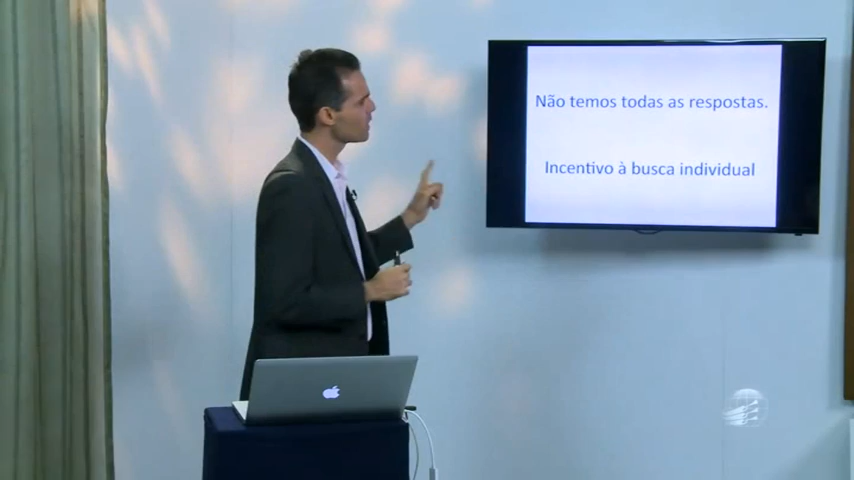 Não temos todas as respostas.
Incentivo à busca individual